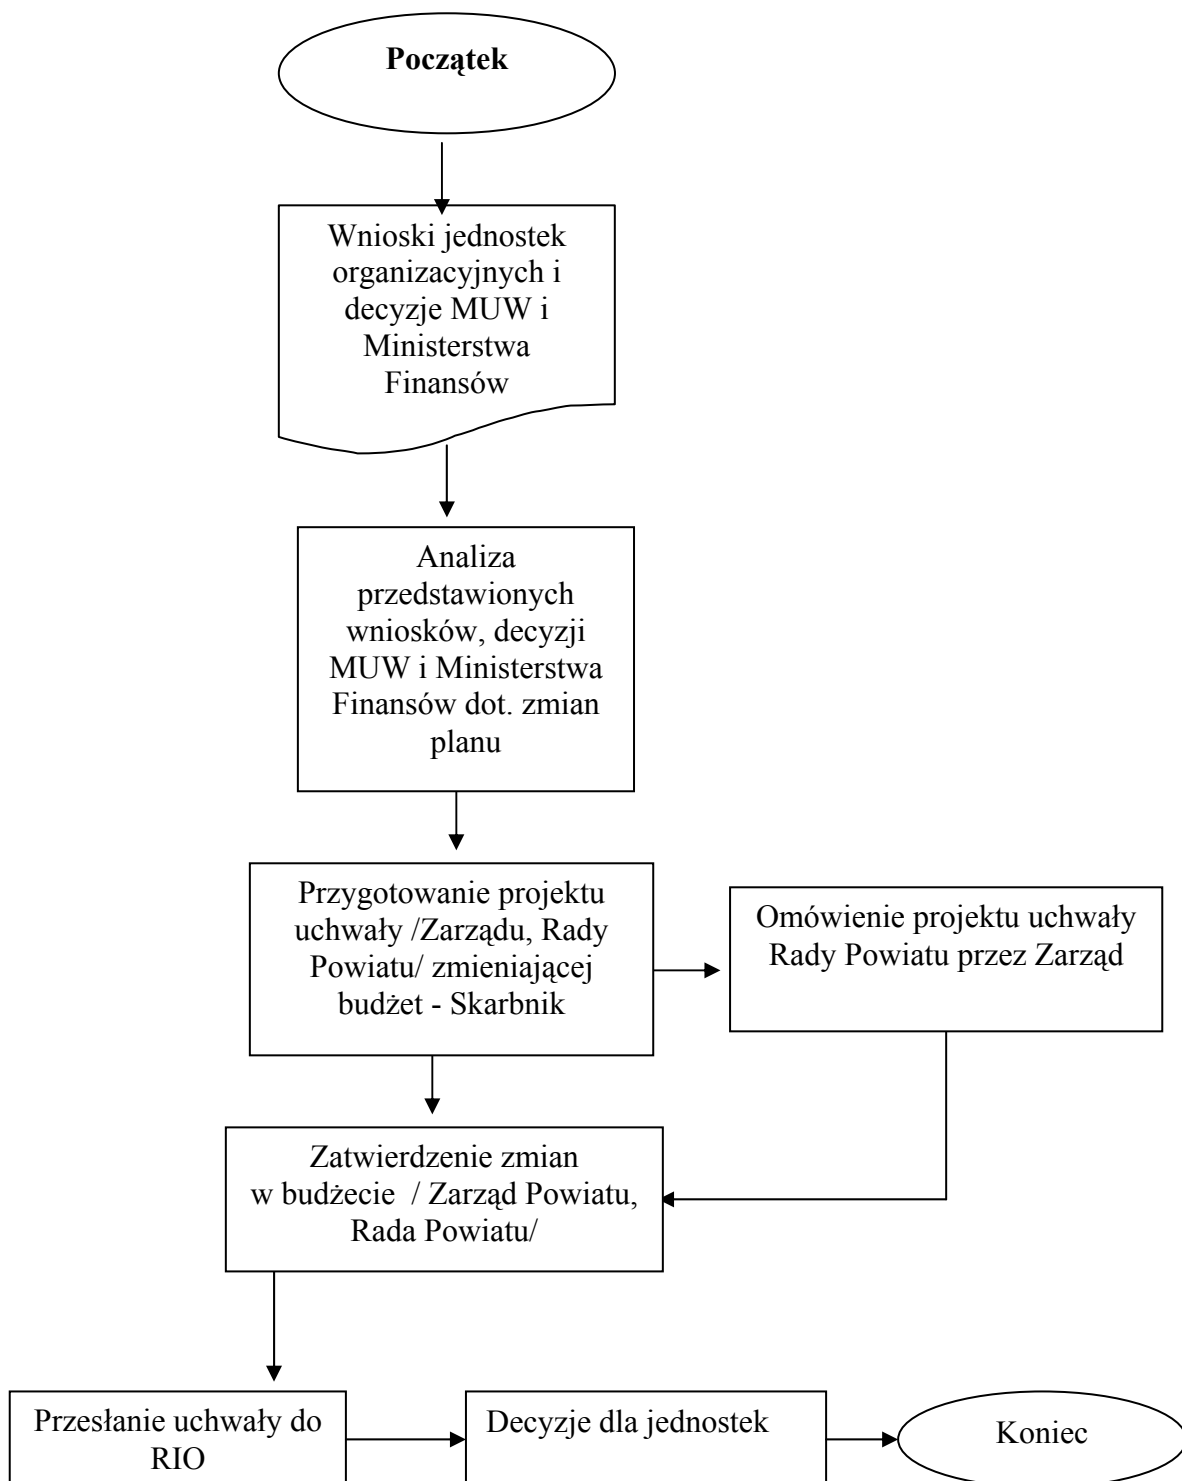 Początek
Wnioski jednostek
organizacyjnych i
decyzje MUW i
Ministerstwa
Finansów
Analiza
przedstawionych
wniosków, decyzji
MUW i Ministerstwa
Finansów dot. zmian
planu
Przygotowanie projektu
uchwały /Zarządu, Rady
Powiatu/ zmieniającej
budżet - Skarbnik
Omówienie projektu uchwały
Rady Powiatu przez Zarząd
Zatwierdzenie zmian
w budżecie / Zarząd Powiatu,
Rada Powiatu/
Przesłanie uchwały do
RIO
Decyzje dla jednostek
Koniec